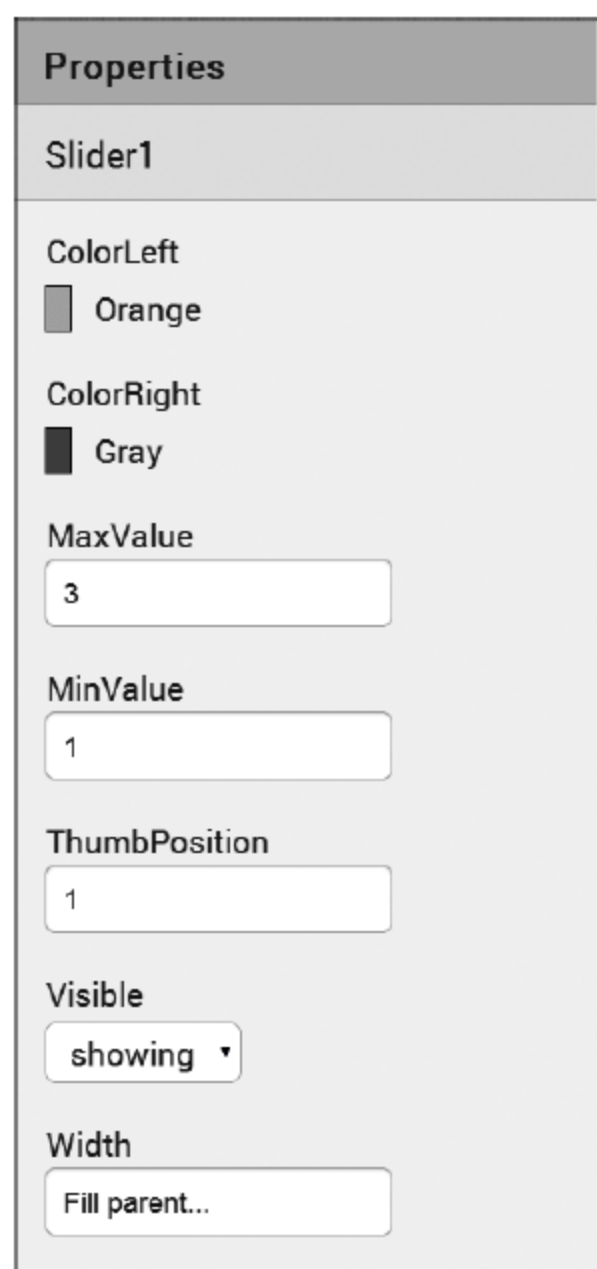 Properties
Slider1
ColorLeft
Orange
ColorRight
Gray
MaxValue
3
MinValue
1
ThumbPosition
1
Visible
showing
Width
Fill parent...